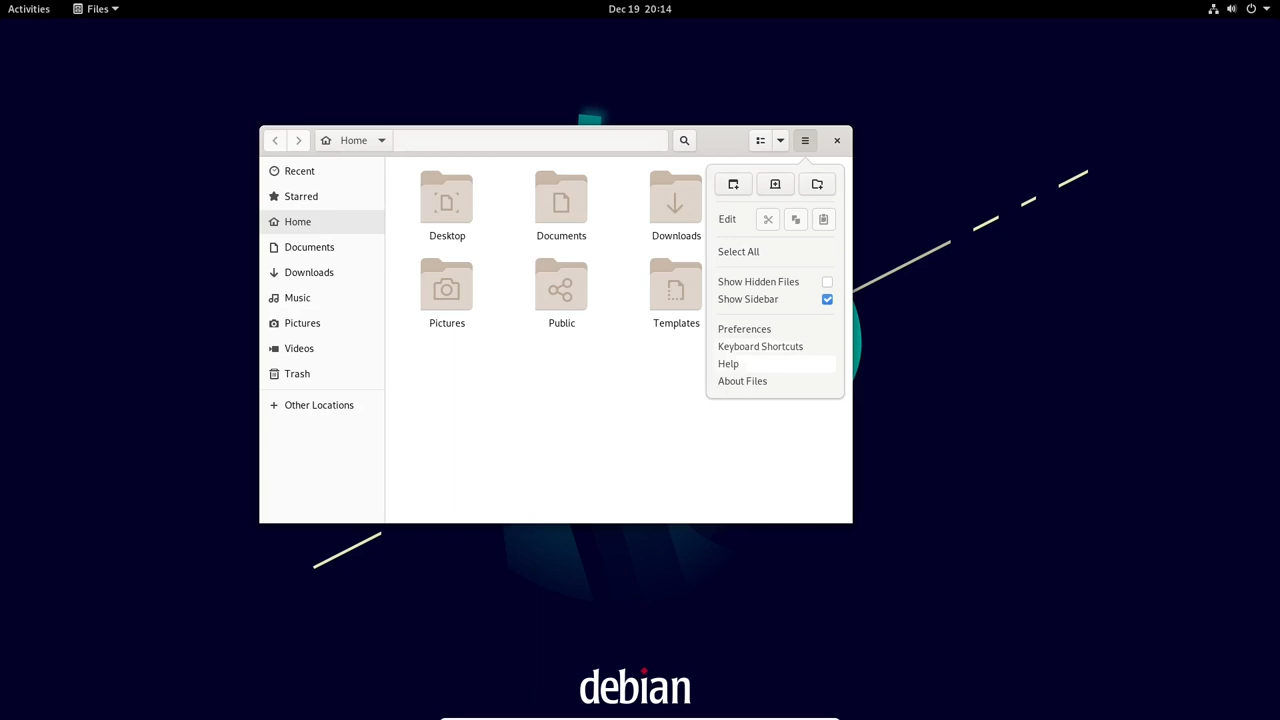 Activities Files Dec 19 20:14
Home
Recent
Starred
Home
Documents
Downloads
Music
Pictures
Videos
Trash
Other Locations
Desktop Documents Downloads
Pictures Public Templates
Edit
Select All
Show Hidden Files
Show Sidebar
Preferences
Keyboard Shortcuts
Help
About Files
debian